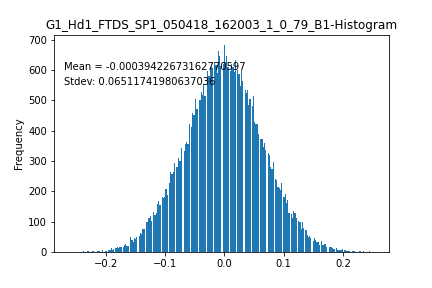 G1_Hd1_FTDS_SP1_050418_162003_1_0_79_B1-Histogram
700
600
500
400
300
200
100
0
Frequency
Mean = -0.00039422673162770597
Stdev: 0.06511741980637036
−0.2 −0.1 0.0 0.1 0.2